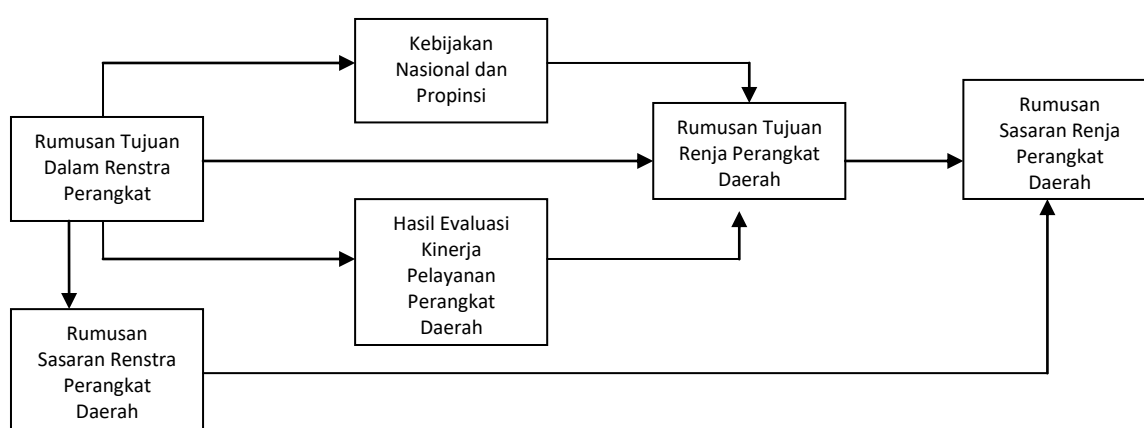 Kebijakan
Nasional dan
Propinsi
Rumusan Tujuan
Dalam Renstra
Perangkat
Rumusan Tujuan
Renja Perangkat
Daerah
Rumusan
Sasaran Renja
Perangkat
Daerah
Hasil Evaluasi
Kinerja
Pelayanan
Perangkat
Daerah
Rumusan
Sasaran Renstra
Perangkat
Daerah